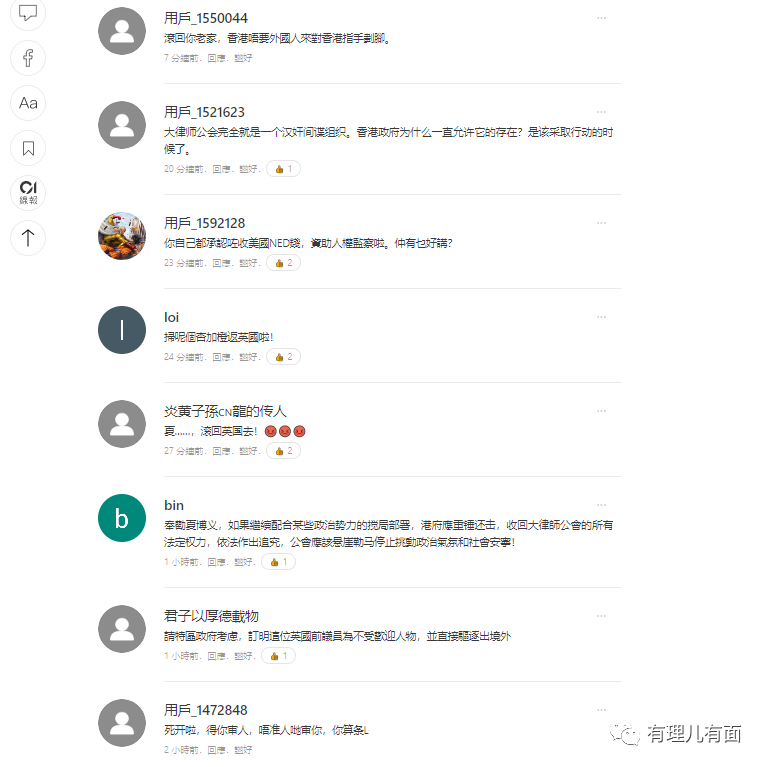 用戶_1550044
滾回你老家，香港唔要外國人來對香港指手劃腳。
7 分鐘前．回應．讚好
Aa
用戶_1521623
大律师公会完全就是一个汉奸间谍组织。香港政府为什么一直允许它的存在？是该采取行动的时
候了。
20 分鐘前．回應．讚好． 👍 1
線報
用戶_1592128
你自己都承認咗收美國NED錢，資助人權監察啦。仲有乜好講？
23 分鐘前．回應．讚好． 👍 2
l
loi
掃呢個杏加橙返英國啦！
24 分鐘前．回應．讚好． 👍 2
炎黄子孫CN龍的传人
夏……，滚回英国去！😡😡😡
27 分鐘前．回應．讚好． 👍 2
b
bin
奉勸夏博义，如果繼續配合某些政治势力的搅局部署，港府應重锤还击，收回大律師公會的所有
法定权力，依法作出追究，公會應該悬崖勒马停止挑動政治氣氛和社會安寧！
1 小時前．回應．讚好． 👍 1
君子以厚德載物
請特區政府考慮，訂明這位英國前議員為不受歡迎人物，並直接驅逐出境外
1 小時前．回應．讚好． 👍 1
用戶_1472848
死开啦，得你审人，唔准人哋审你，你算条L
2 小時前．回應．讚好
有理儿有面